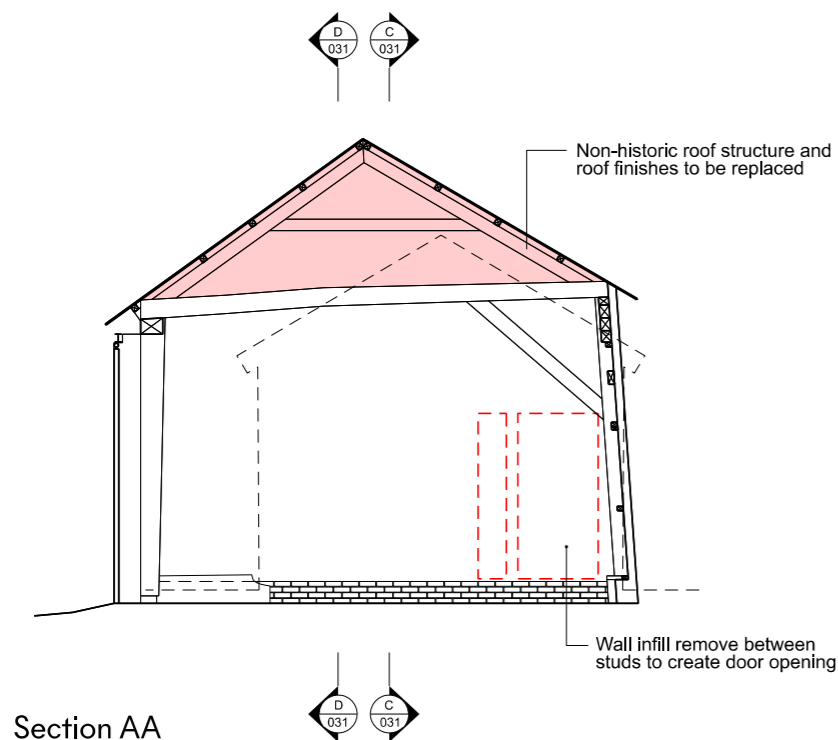 D
031
C
031
Non-historic roof structure and
roof finishes to be replaced
Wall infill remove between
studs to create door opening
D
031
C
031
Section AA